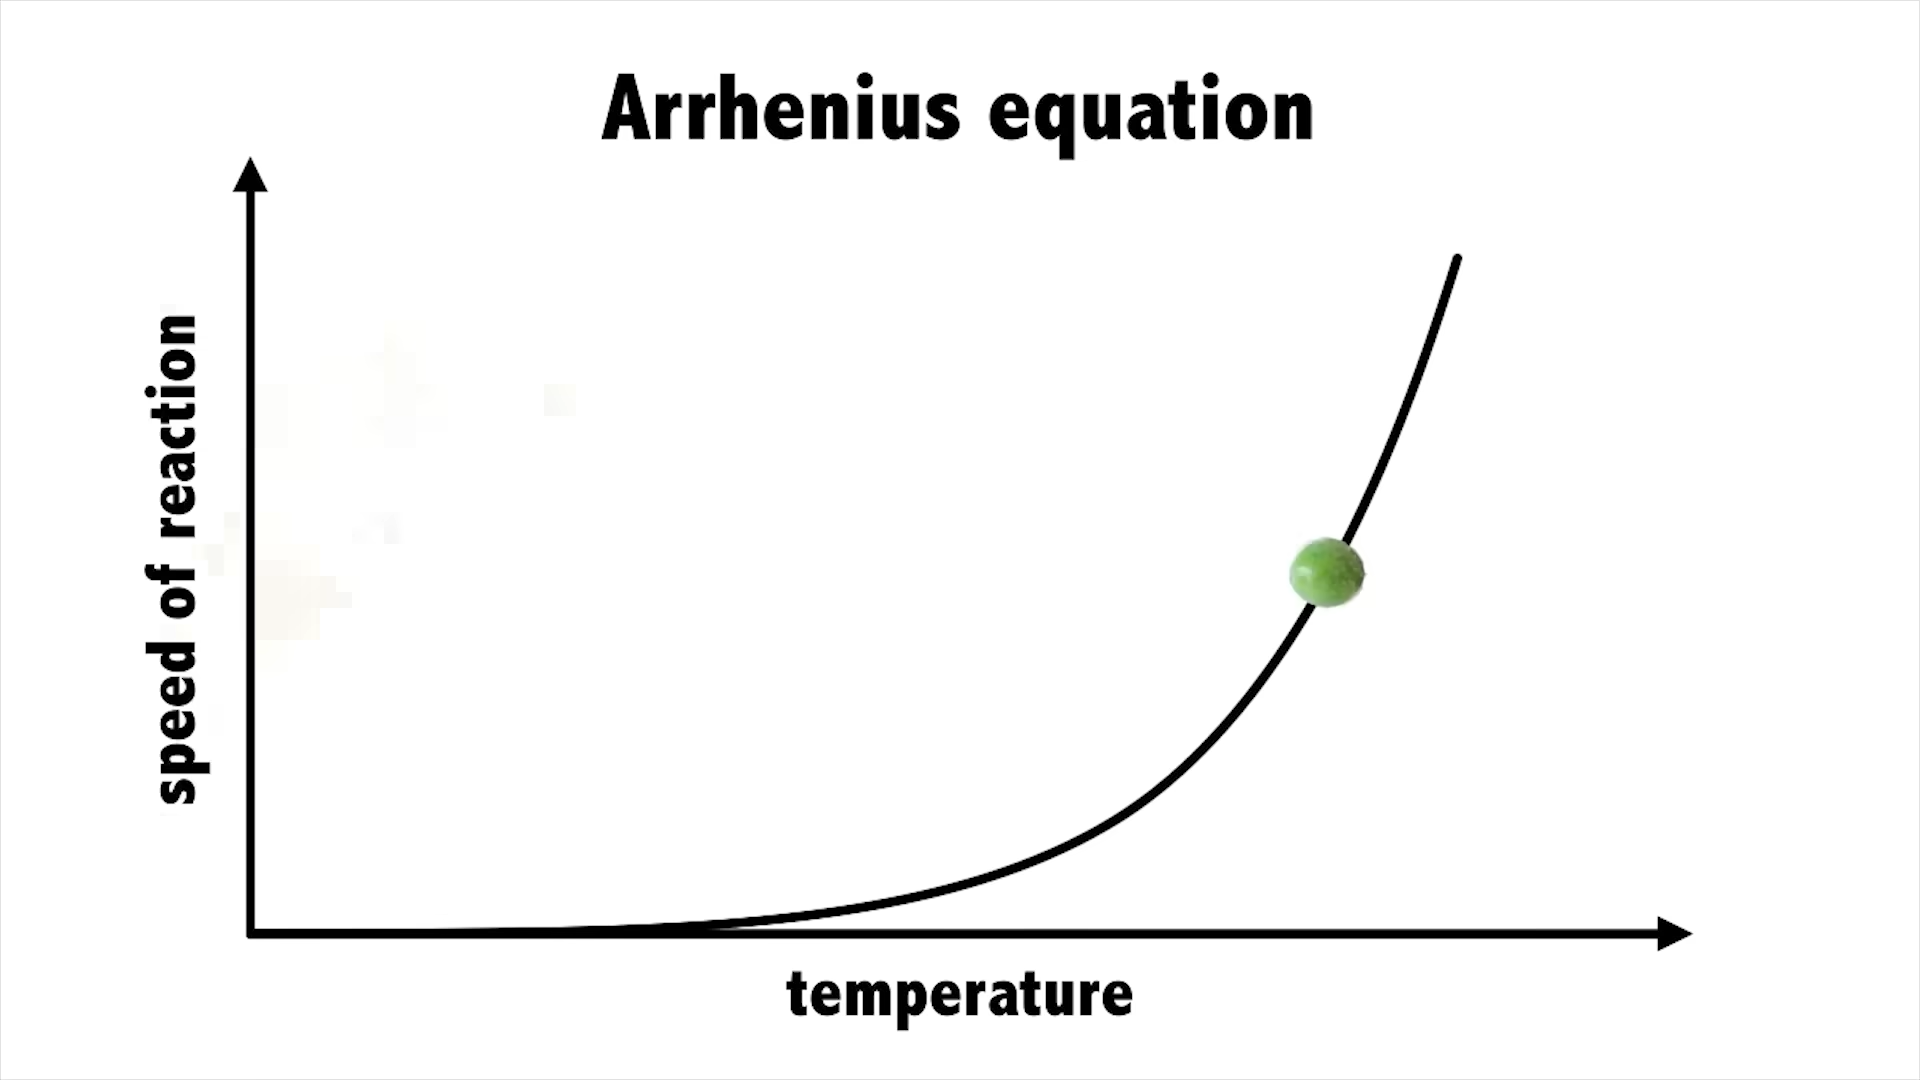 Arrhenius equation
speed of reaction
temperature